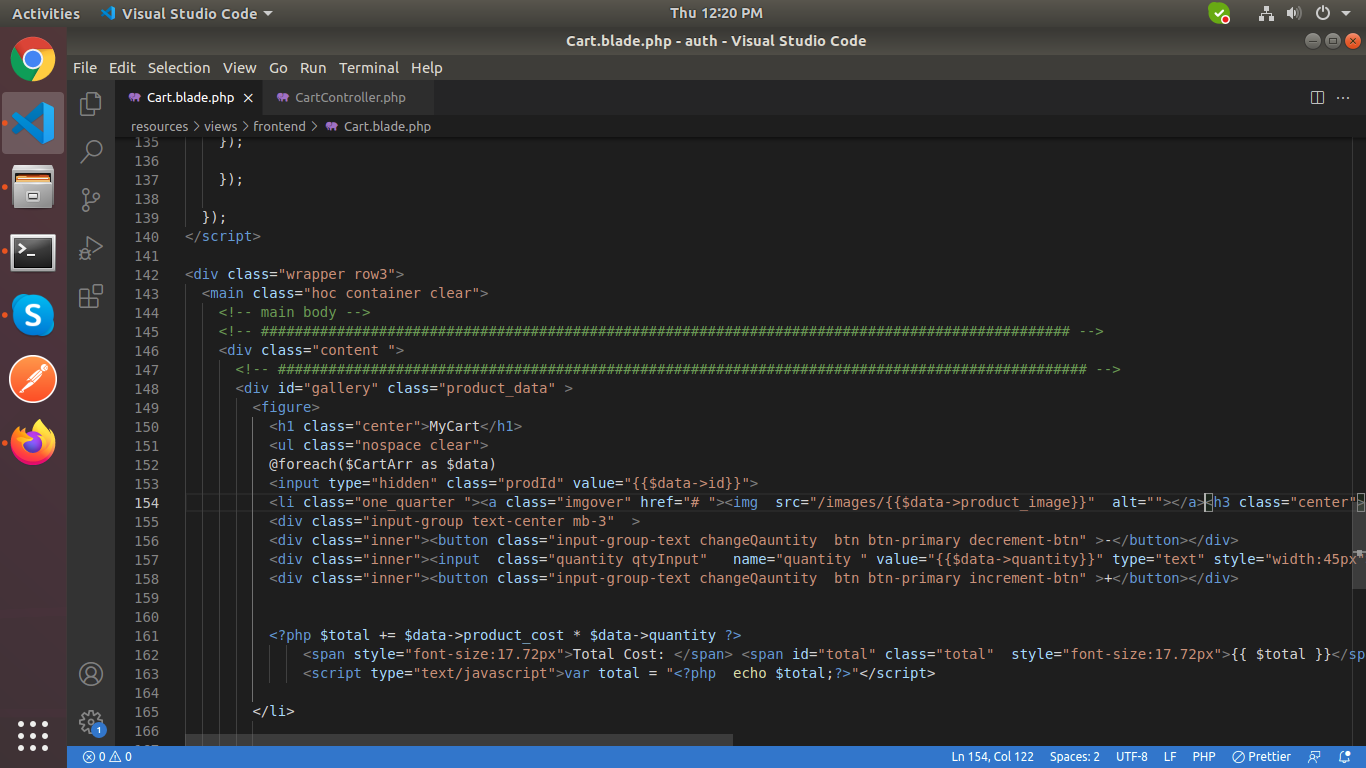 Activities Visual Studio Code Thu 12:20 PM
Cart.blade.php - auth - Visual Studio Code
File Edit Selection View Go Run Terminal Help
Cart.blade.php CartController.php
resources > views > frontend > Cart.blade.php
135 });
136
137 });
138
139 });
140 </script>
141
142 <div class="wrapper row3">
143 <main class="hoc container clear">
144 <!-- main body -->
145 <!-- ################################################################################################ -->
146 <div class="content ">
147 <!-- ################################################################################################ -->
148 <div id="gallery" class="product_data" >
149 <figure>
150 <h1 class="center">MyCart</h1>
151 <ul class="nospace clear">
152 @foreach($CartArr as $data)
153 <input type="hidden" class="prodId" value="{{$data->id}}">
154 <li class="one_quarter "><a class="imgover" href="# "><img  src="/images/{{$data->product_image}}"  alt=""></a><h3 class="center">
155 <div class="input-group text-center mb-3"  >
156 <div class="inner"><button class="input-group-text changeQauntity  btn btn-primary decrement-btn" >-</button></div>
157 <div class="inner"><input  class="quantity qtyInput"   name="quantity " value="{{$data->quantity}}" type="text" style="width:45px"
158 <div class="inner"><button class="input-group-text changeQauntity  btn btn-primary increment-btn" >+</button></div>
159
160
161 <?php $total += $data->product_cost * $data->quantity ?>
162 <span style="font-size:17.72px">Total Cost: </span> <span id="total" class="total"  style="font-size:17.72px">{{ $total }}</sp
163 <script type="text/javascript">var total = "<?php  echo $total;?>"</script>
164
165 </li>
166
0 0 Ln 154, Col 122 Spaces: 2 UTF-8 LF PHP Prettier
1